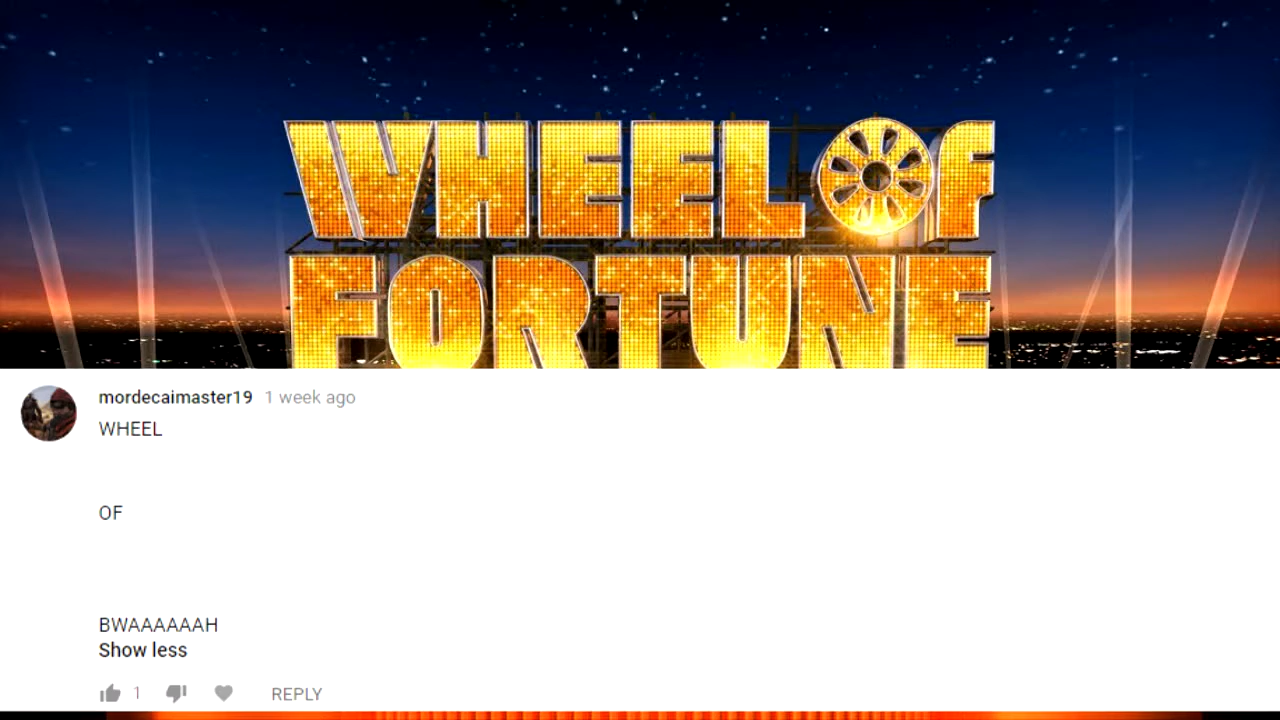 WHEEL OF
FORTUNE
mordecaimaster19 1 week ago
WHEEL
OF
BWAAAAAAH
Show less
1 REPLY